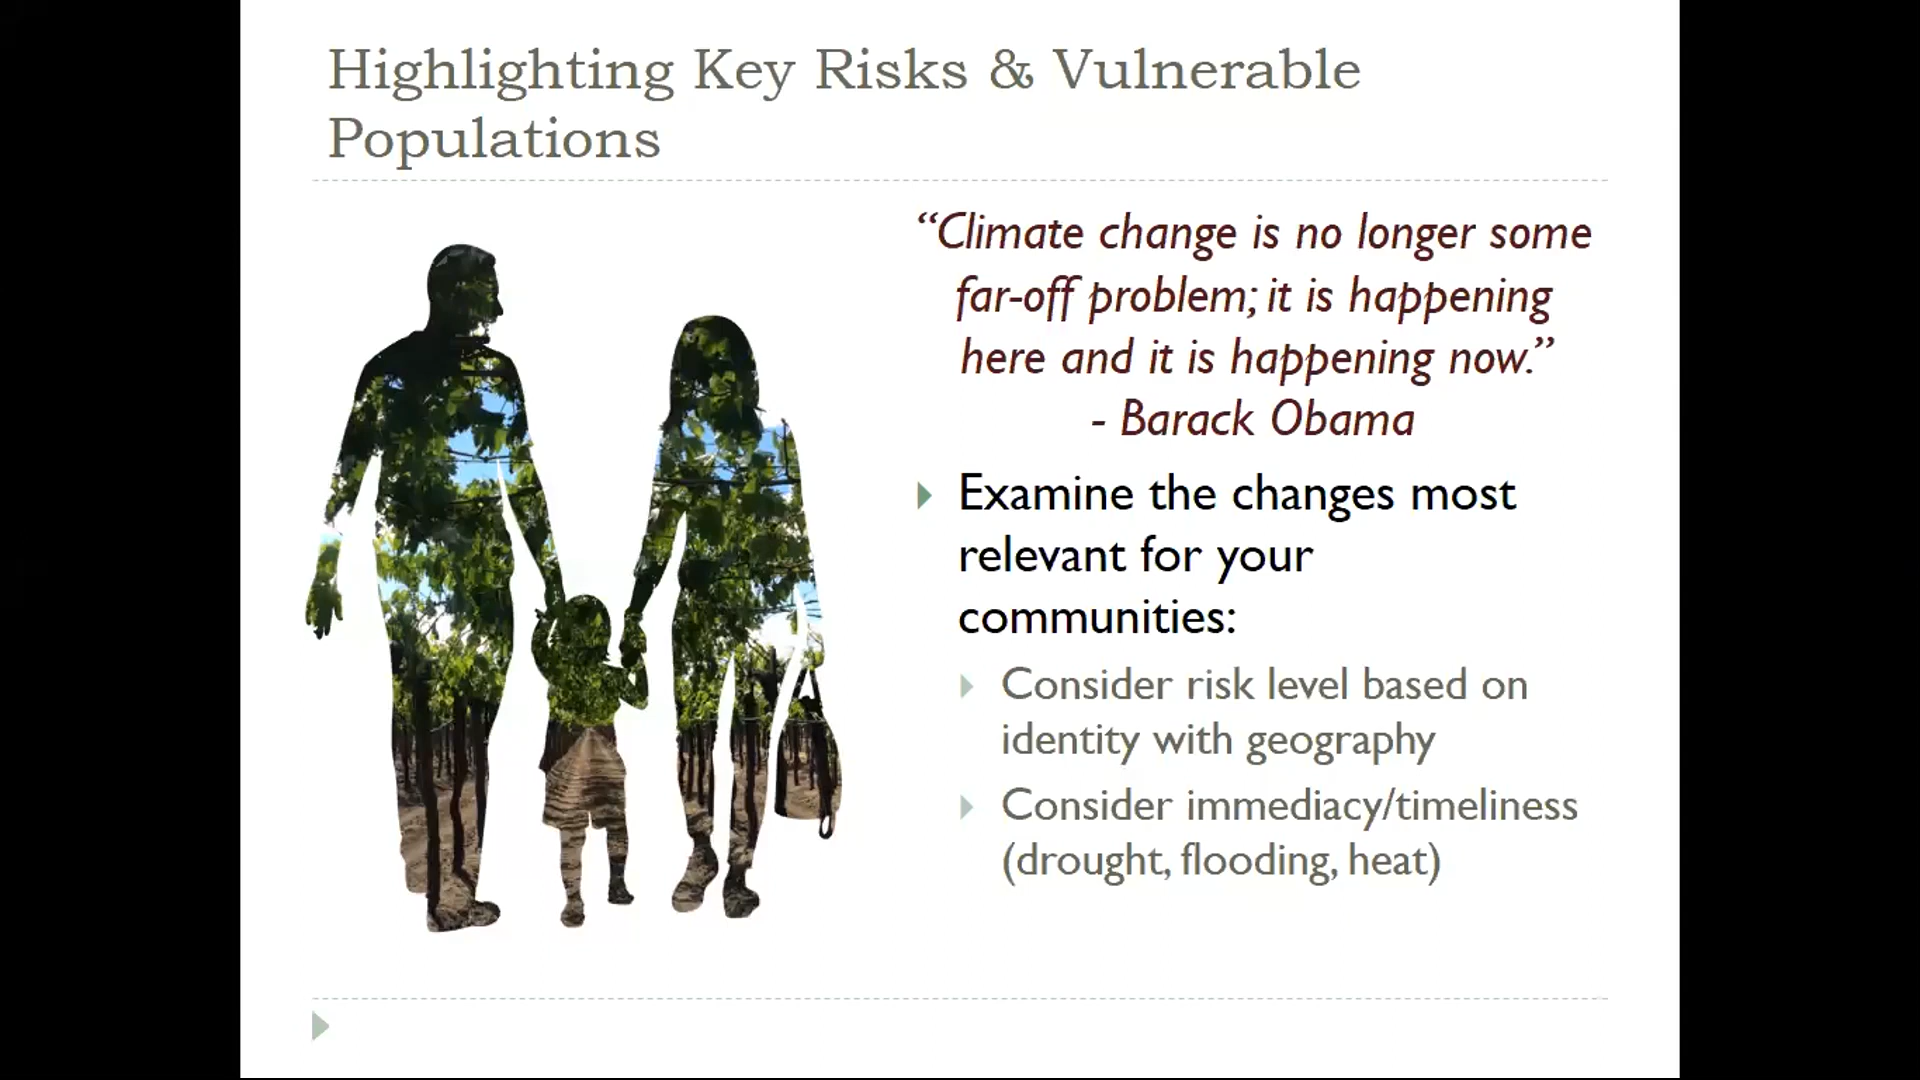 Highlighting Key Risks & Vulnerable
Populations
“Climate change is no longer some
far-off problem; it is happening
here and it is happening now.”
- Barack Obama
Examine the changes most
relevant for your
communities:
Consider risk level based on
identity with geography
Consider immediacy/timeliness
(drought, flooding, heat)